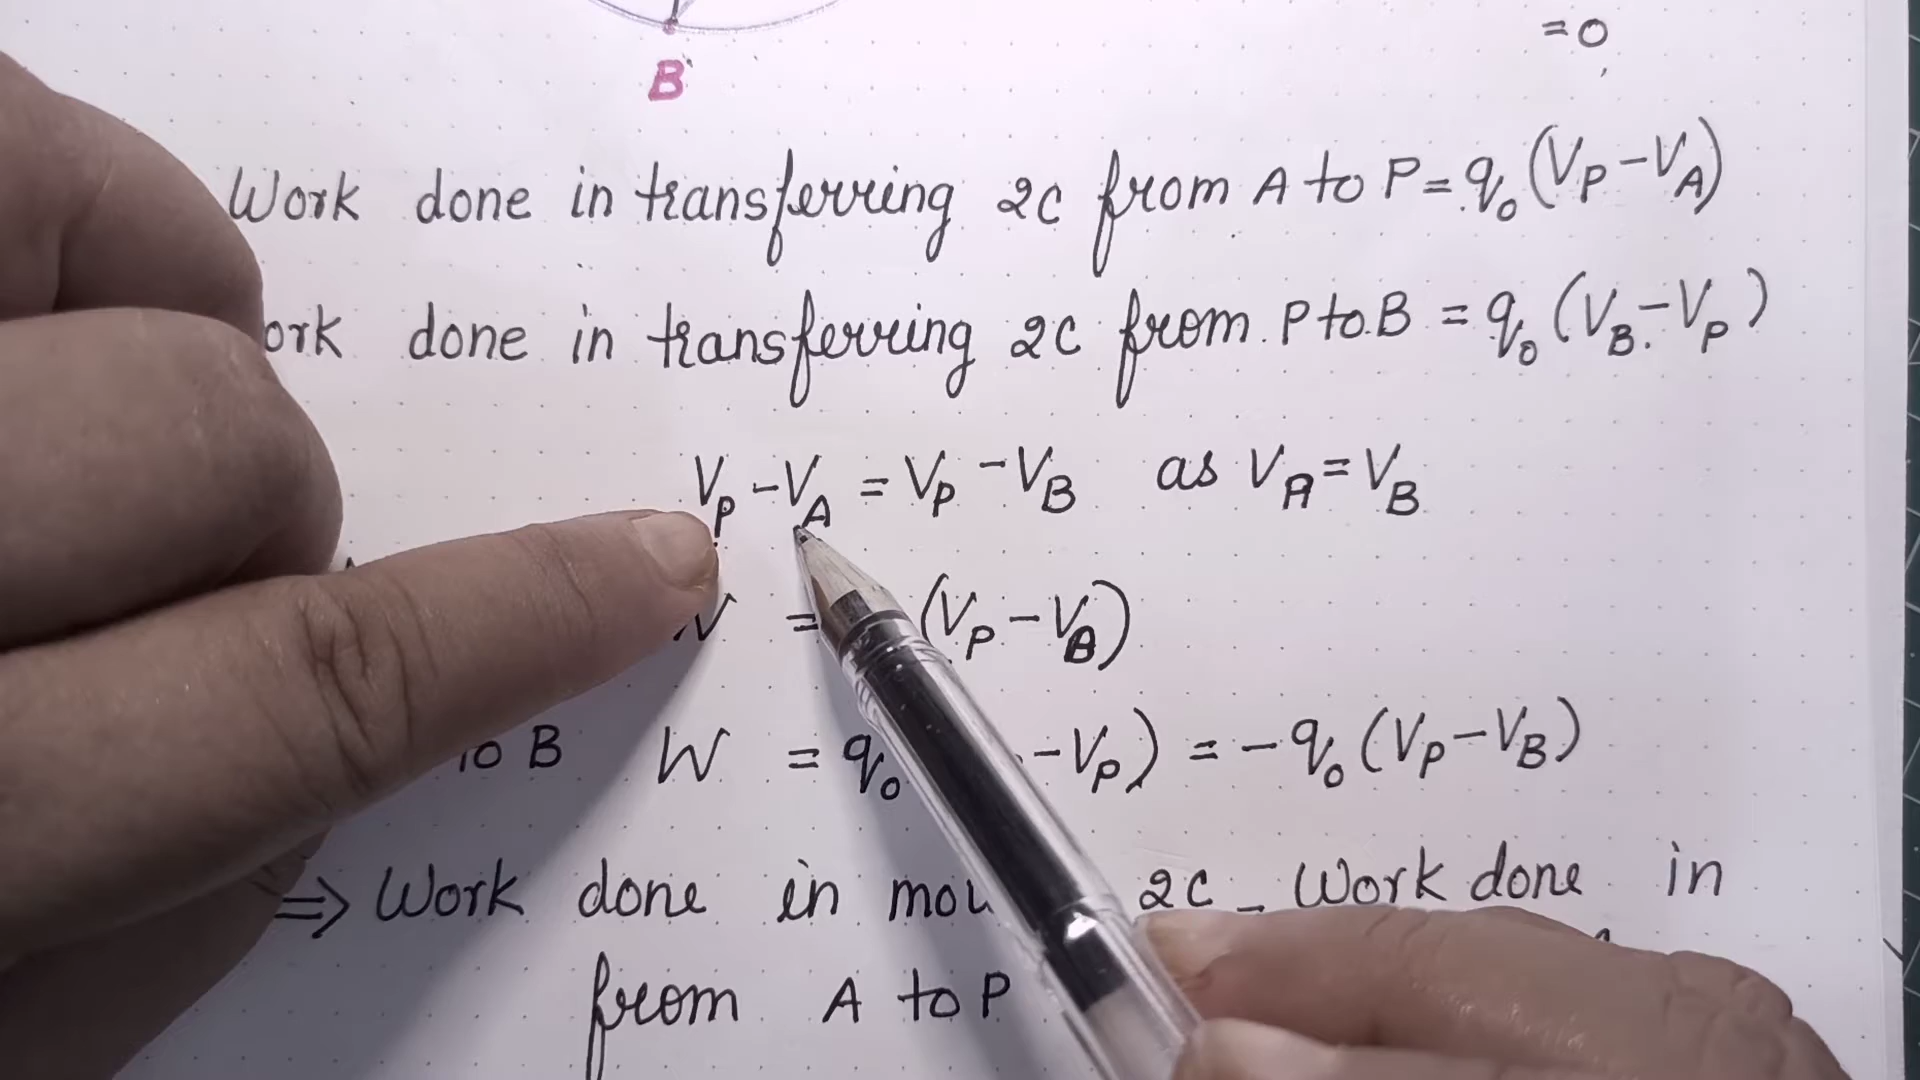 = 0
B
Work done in transferring 2C from A to P = q₀ (V_P - V_A)
ork done in transferring 2C from P to B = q₀ (V_B - V_P)
V_P - V_A = V_P - V_B as V_A = V_B
W = (V_P - V_B)
to B W = q₀ - V_P) = - q₀ (V_P - V_B)
⇒ Work done in mov 2C - Work done in
from A to P